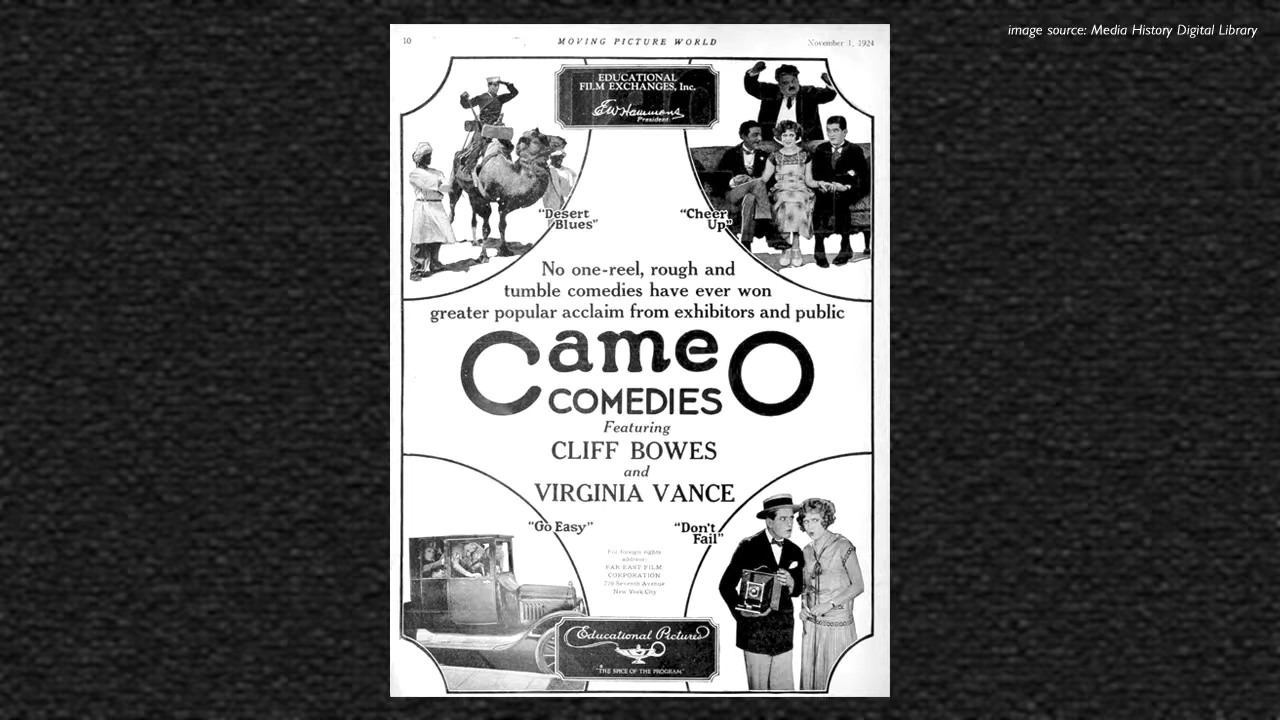 image source: Media History Digital Library
10
MOVING PICTURE WORLD
November 1, 1924
EDUCATIONAL
FILM EXCHANGES, Inc.
E.W. Hammons
President
"Desert
Blues"
"Cheer
Up"
No one-reel, rough and
tumble comedies have ever won
greater popular acclaim from exhibitors and public
CameO
COMEDIES
Featuring
CLIFF BOWES
and
VIRGINIA VANCE
"Go Easy"
"Don't
Fail"
For foreign rights
address:
FAR EAST FILM
CORPORATION
729 Seventh Avenue
New York City
Educational Pictures
"THE SPICE OF THE PROGRAM"